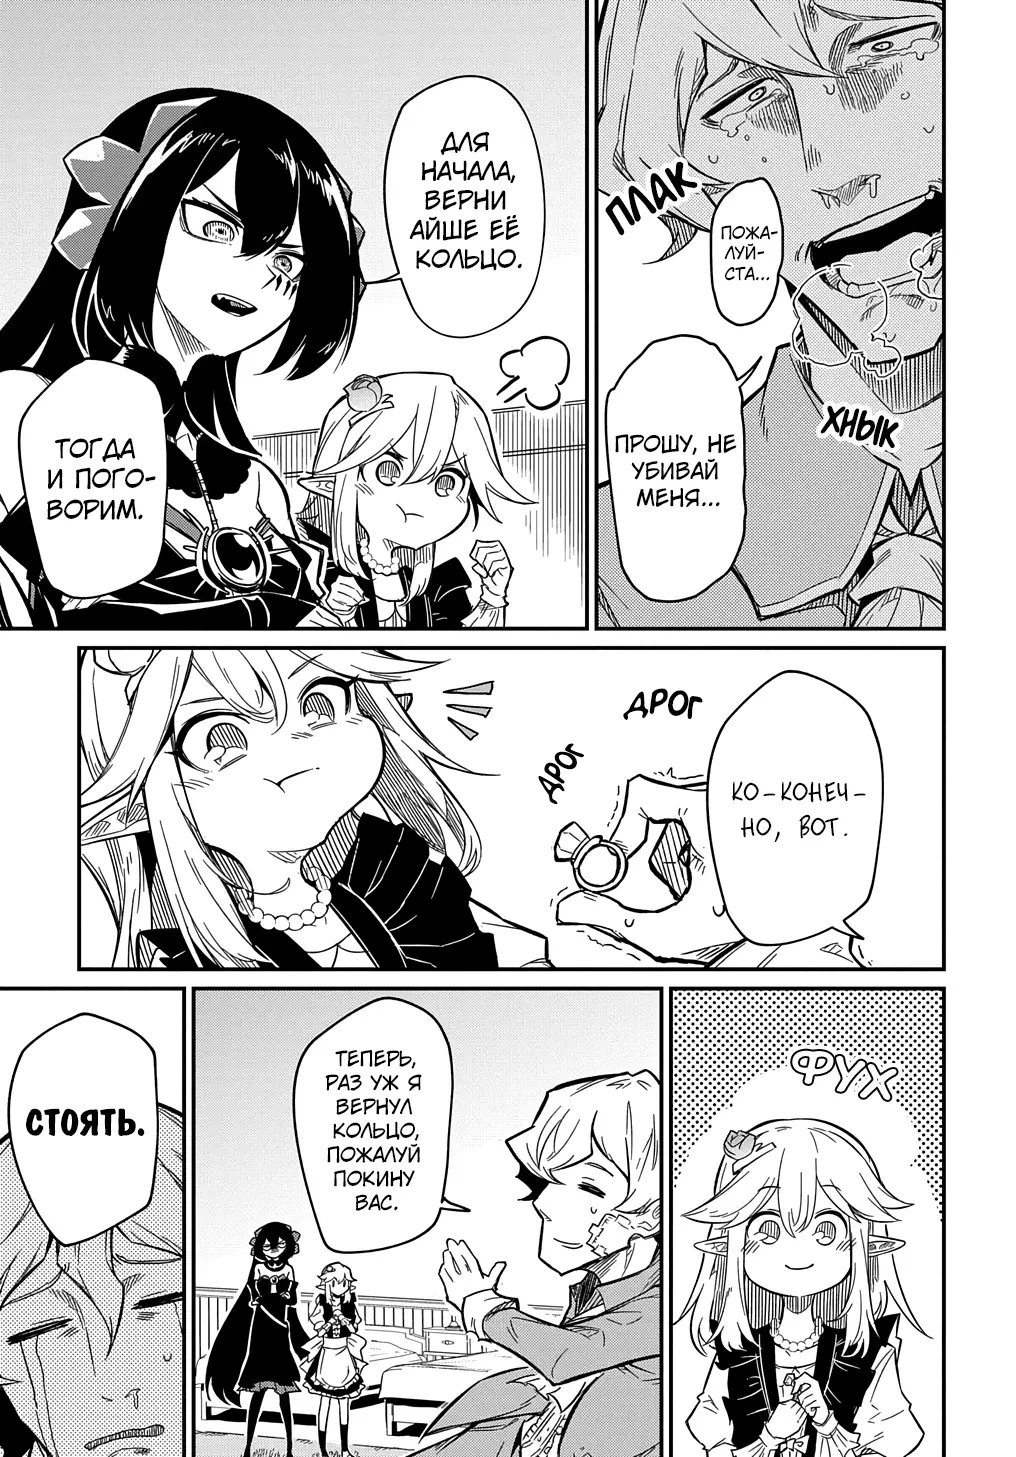 ПЛАК
ПОЖА-
ЛУЙ-
СТА...
ХНЫК
ПРОШУ, НЕ
УБИВАЙ
МЕНЯ...
ДЛЯ
НАЧАЛА,
ВЕРНИ
АЙШЕ ЕЁ
КОЛЬЦО.
ТОГДА
И ПОГО-
ВОРИМ.
КО-КОНЕЧ-
НО, ВОТ.
ДРОГ
ДРОГ
ФУХ
ТЕПЕРЬ,
РАЗ УЖ Я
ВЕРНУЛ
КОЛЬЦО,
ПОЖАЛУЙ
ПОКИНУ
ВАС.
СТОЯТЬ.